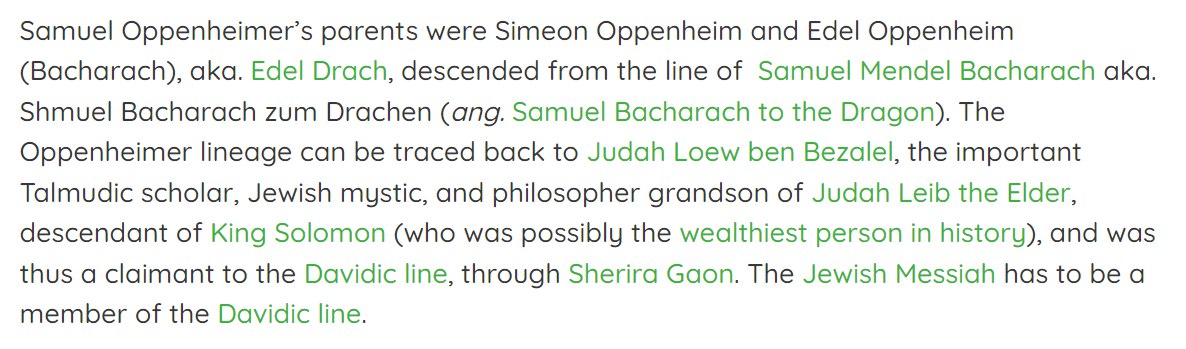 Samuel Oppenheimer’s parents were Simeon Oppenheim and Edel Oppenheim
(Bacharach), aka. Edel Drach, descended from the line of  Samuel Mendel Bacharach aka.
Shmuel Bacharach zum Drachen (ang. Samuel Bacharach to the Dragon). The
Oppenheimer lineage can be traced back to Judah Loew ben Bezalel, the important
Talmudic scholar, Jewish mystic, and philosopher grandson of Judah Leib the Elder,
descendant of King Solomon (who was possibly the wealthiest person in history), and was
thus a claimant to the Davidic line, through Sherira Gaon. The Jewish Messiah has to be a
member of the Davidic line.